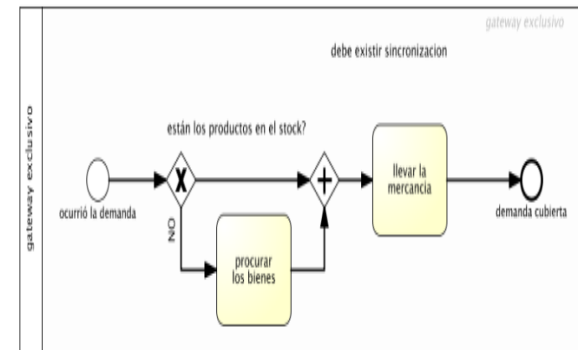 gateway exclusivo
gateway exclusivo
debe existir sincronizacion
están los productos en el stock?
ocurrió la demanda
NO
procurar
los bienes
llevar la
mercancia
demanda cubierta